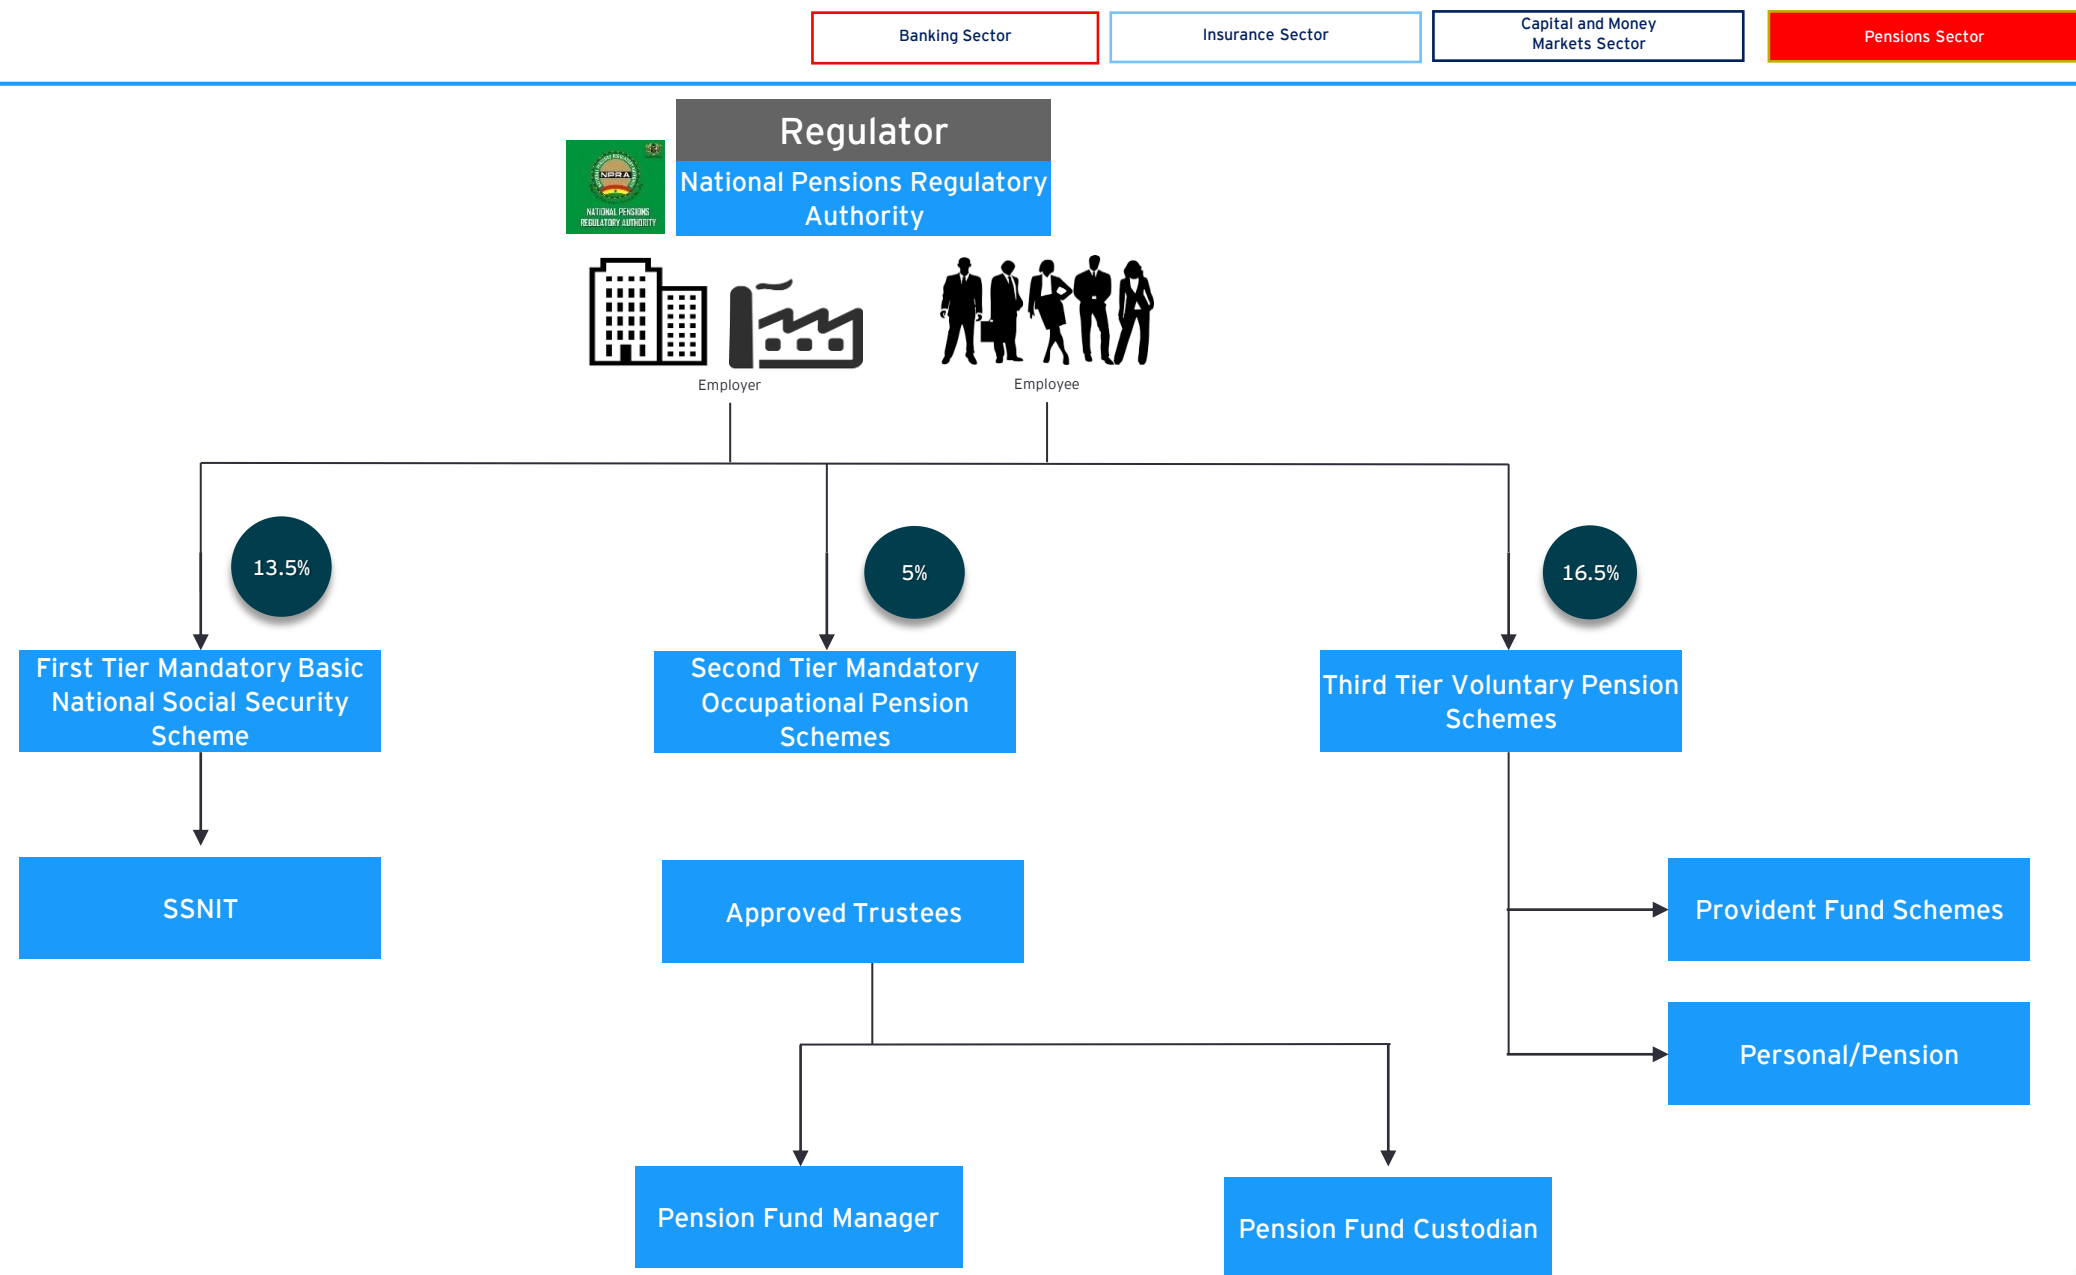 Banking Sector
Insurance Sector
Capital and Money
Markets Sector
Pensions Sector
Regulator
National Pensions Regulatory
Authority
NPRA
NATIONAL PENSIONS
REGULATORY AUTHORITY
Employer
Employee
13.5%
5%
16.5%
First Tier Mandatory Basic
National Social Security
Scheme
Second Tier Mandatory
Occupational Pension
Schemes
Third Tier Voluntary Pension
Schemes
SSNIT
Approved Trustees
Provident Fund Schemes
Personal/Pension
Pension Fund Manager
Pension Fund Custodian